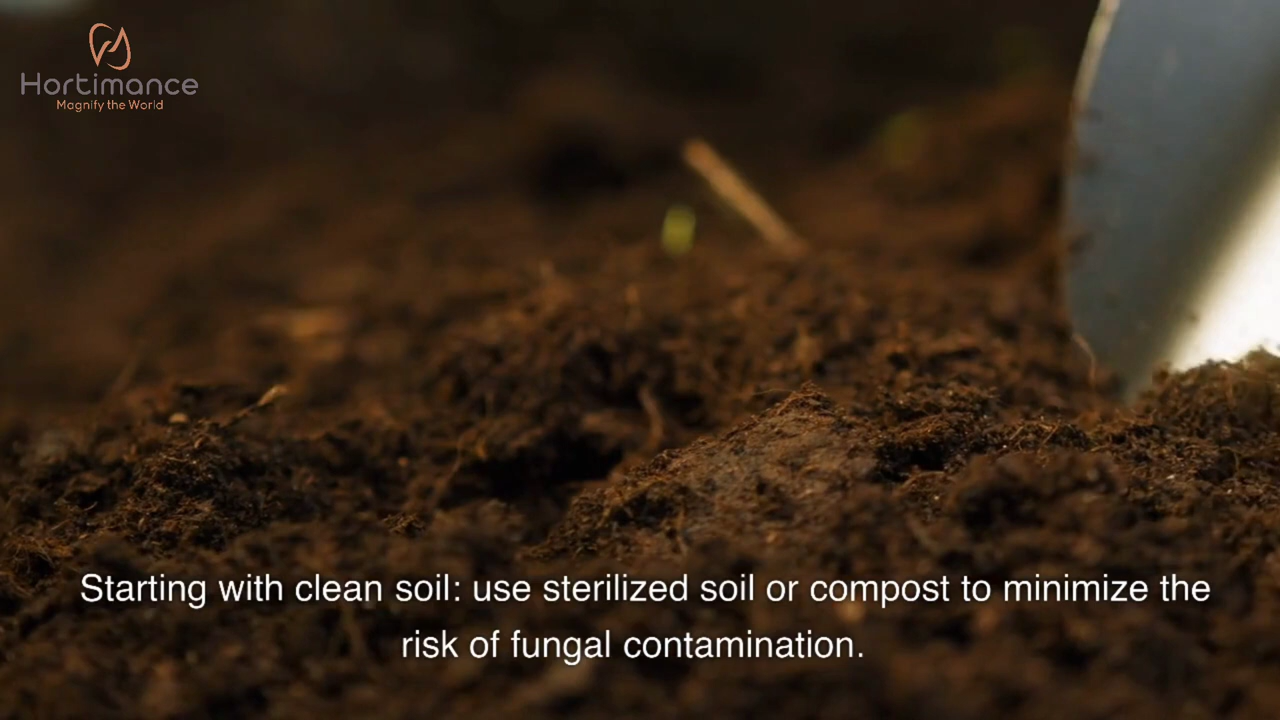 Hortimance
Magnify the World
Starting with clean soil: use sterilized soil or compost to minimize the
risk of fungal contamination.